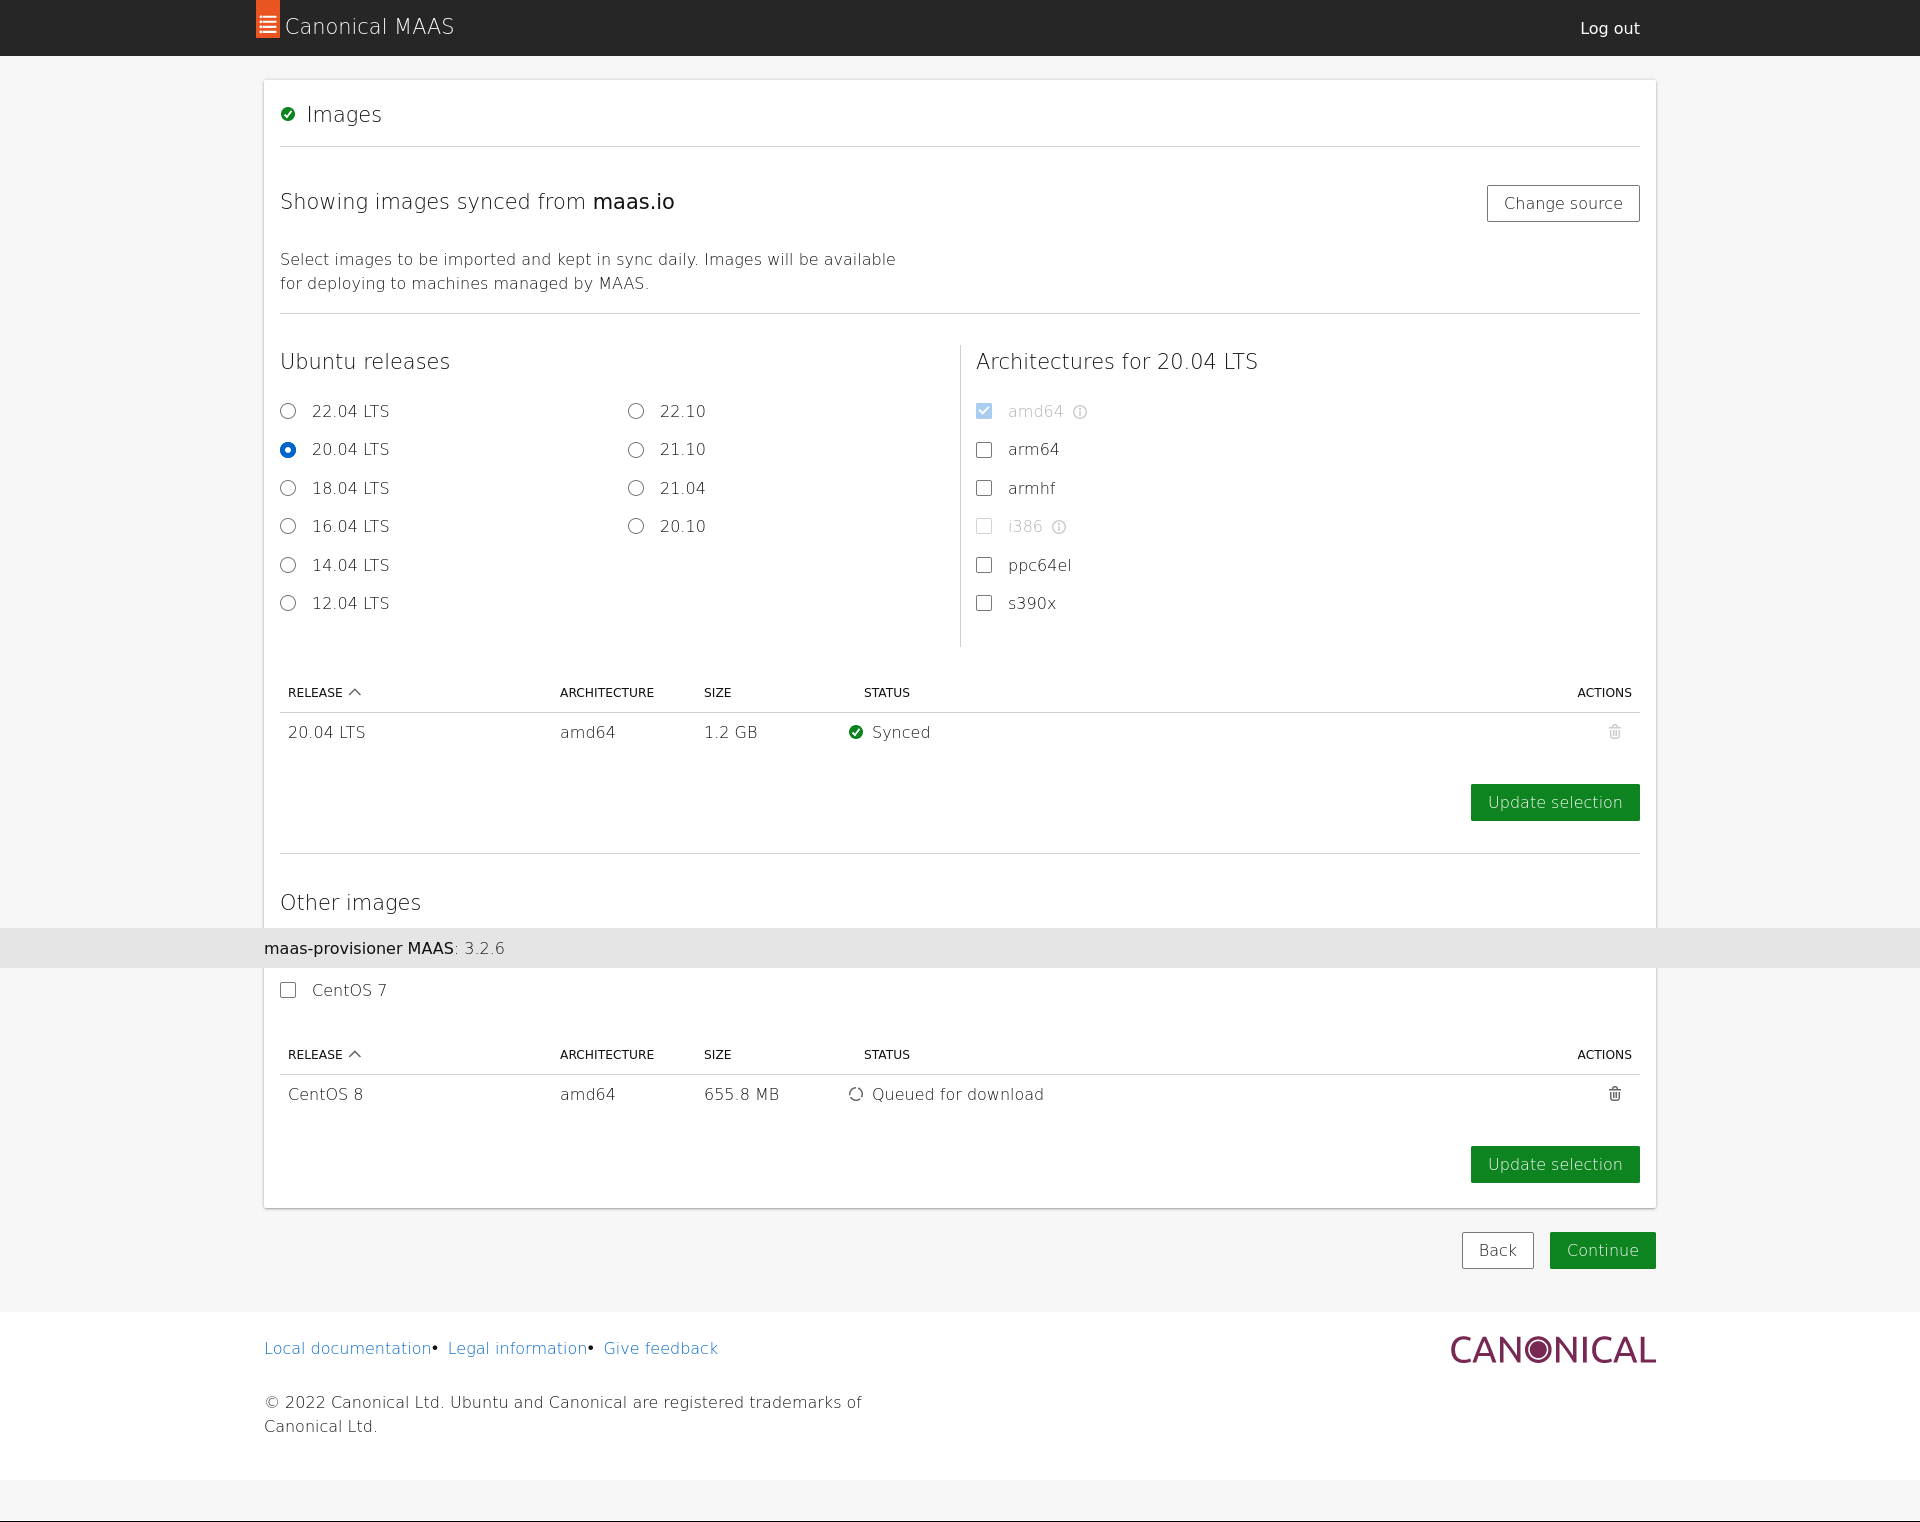 Canonical MAAS
Log out
Images
Showing images synced from maas.io
Change source
Select images to be imported and kept in sync daily. Images will be available
for deploying to machines managed by MAAS.
Ubuntu releases
22.04 LTS
20.04 LTS
18.04 LTS
16.04 LTS
14.04 LTS
12.04 LTS
22.10
21.10
21.04
20.10
Architectures for 20.04 LTS
amd64
arm64
armhf
i386
ppc64el
s390x
RELEASE ARCHITECTURE SIZE STATUS ACTIONS
20.04 LTS amd64 1.2 GB Synced
Update selection
Other images
maas-provisioner MAAS: 3.2.6
CentOS 7
RELEASE ARCHITECTURE SIZE STATUS ACTIONS
CentOS 8 amd64 655.8 MB Queued for download
Update selection
Back Continue
Local documentation• Legal information• Give feedback
CANONICAL
© 2022 Canonical Ltd. Ubuntu and Canonical are registered trademarks of
Canonical Ltd.